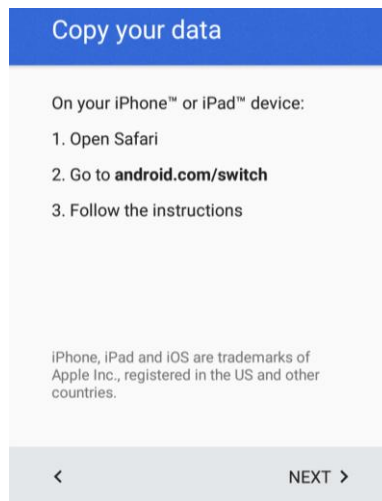 Copy your data
On your iPhone™ or iPad™ device:
1. Open Safari
2. Go to android.com/switch
3. Follow the instructions
iPhone, iPad and iOS are trademarks of
Apple Inc., registered in the US and other
countries.
< NEXT >